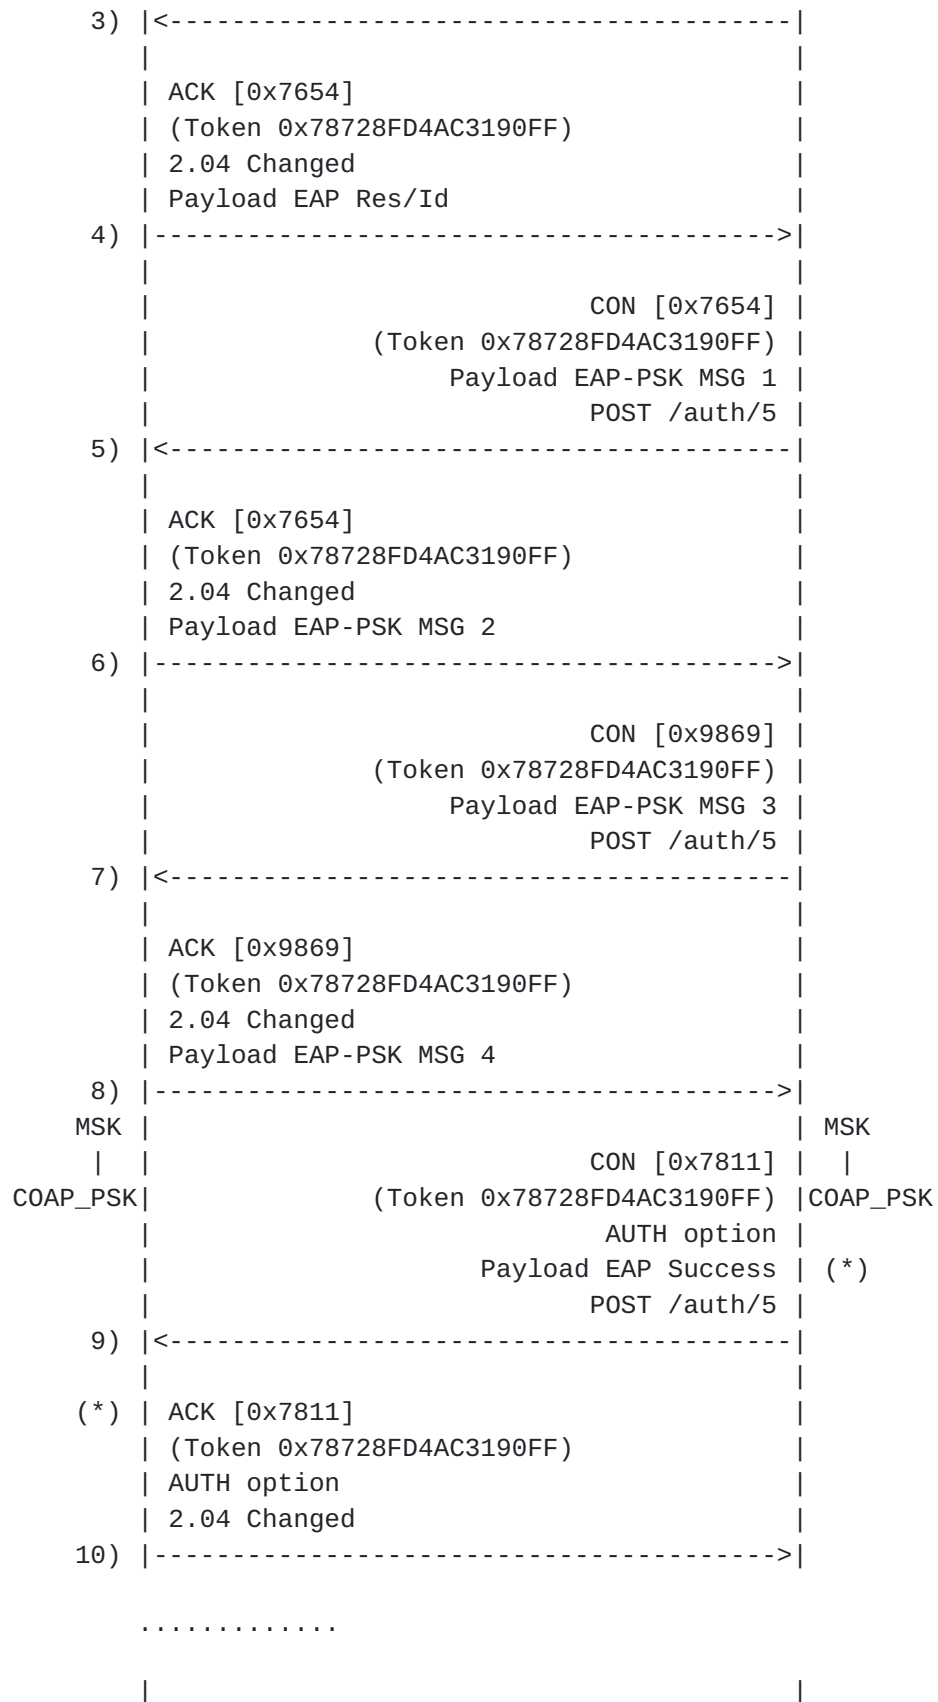 3) |<----------------------------------------|
|                                         |
| ACK [0x7654]                            |
| (Token 0x78728FD4AC3190FF)              |
| 2.04 Changed                            |
| Payload EAP Res/Id                      |
4) |---------------------------------------->|
|                                         |
|                            CON [0x7654] |
|              (Token 0x78728FD4AC3190FF) |
|                   Payload EAP-PSK MSG 1 |
|                            POST /auth/5 |
5) |<----------------------------------------|
|                                         |
| ACK [0x7654]                            |
| (Token 0x78728FD4AC3190FF)              |
| 2.04 Changed                            |
| Payload EAP-PSK MSG 2                   |
6) |---------------------------------------->|
|                                         |
|                            CON [0x9869] |
|              (Token 0x78728FD4AC3190FF) |
|                   Payload EAP-PSK MSG 3 |
|                            POST /auth/5 |
7) |<----------------------------------------|
|                                         |
| ACK [0x9869]                            |
| (Token 0x78728FD4AC3190FF)              |
| 2.04 Changed                            |
| Payload EAP-PSK MSG 4                   |
8) |---------------------------------------->|
MSK |                                         | MSK
|  |                            CON [0x7811] |  |
COAP_PSK|              (Token 0x78728FD4AC3190FF) |COAP_PSK
|                             AUTH option |
|                     Payload EAP Success | (*)
|                            POST /auth/5 |
9) |<----------------------------------------|
|                                         |
(*) | ACK [0x7811]                            |
| (Token 0x78728FD4AC3190FF)              |
| AUTH option                             |
| 2.04 Changed                            |
10) |---------------------------------------->|
.............
|                                         |